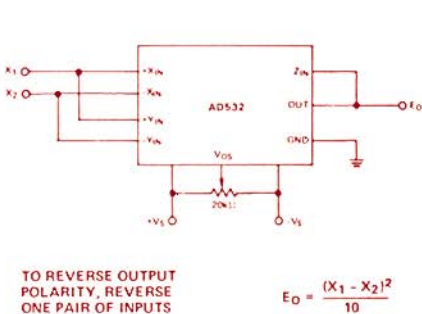 X1
+XIN
ZIN
X2
-XIN
AD532
OUT
EO
+YIN
GND
-YIN
VOS
20kΩ
+VS
-VS
TO REVERSE OUTPUT
POLARITY, REVERSE
ONE PAIR OF INPUTS
EO = (X1 - X2)²
10